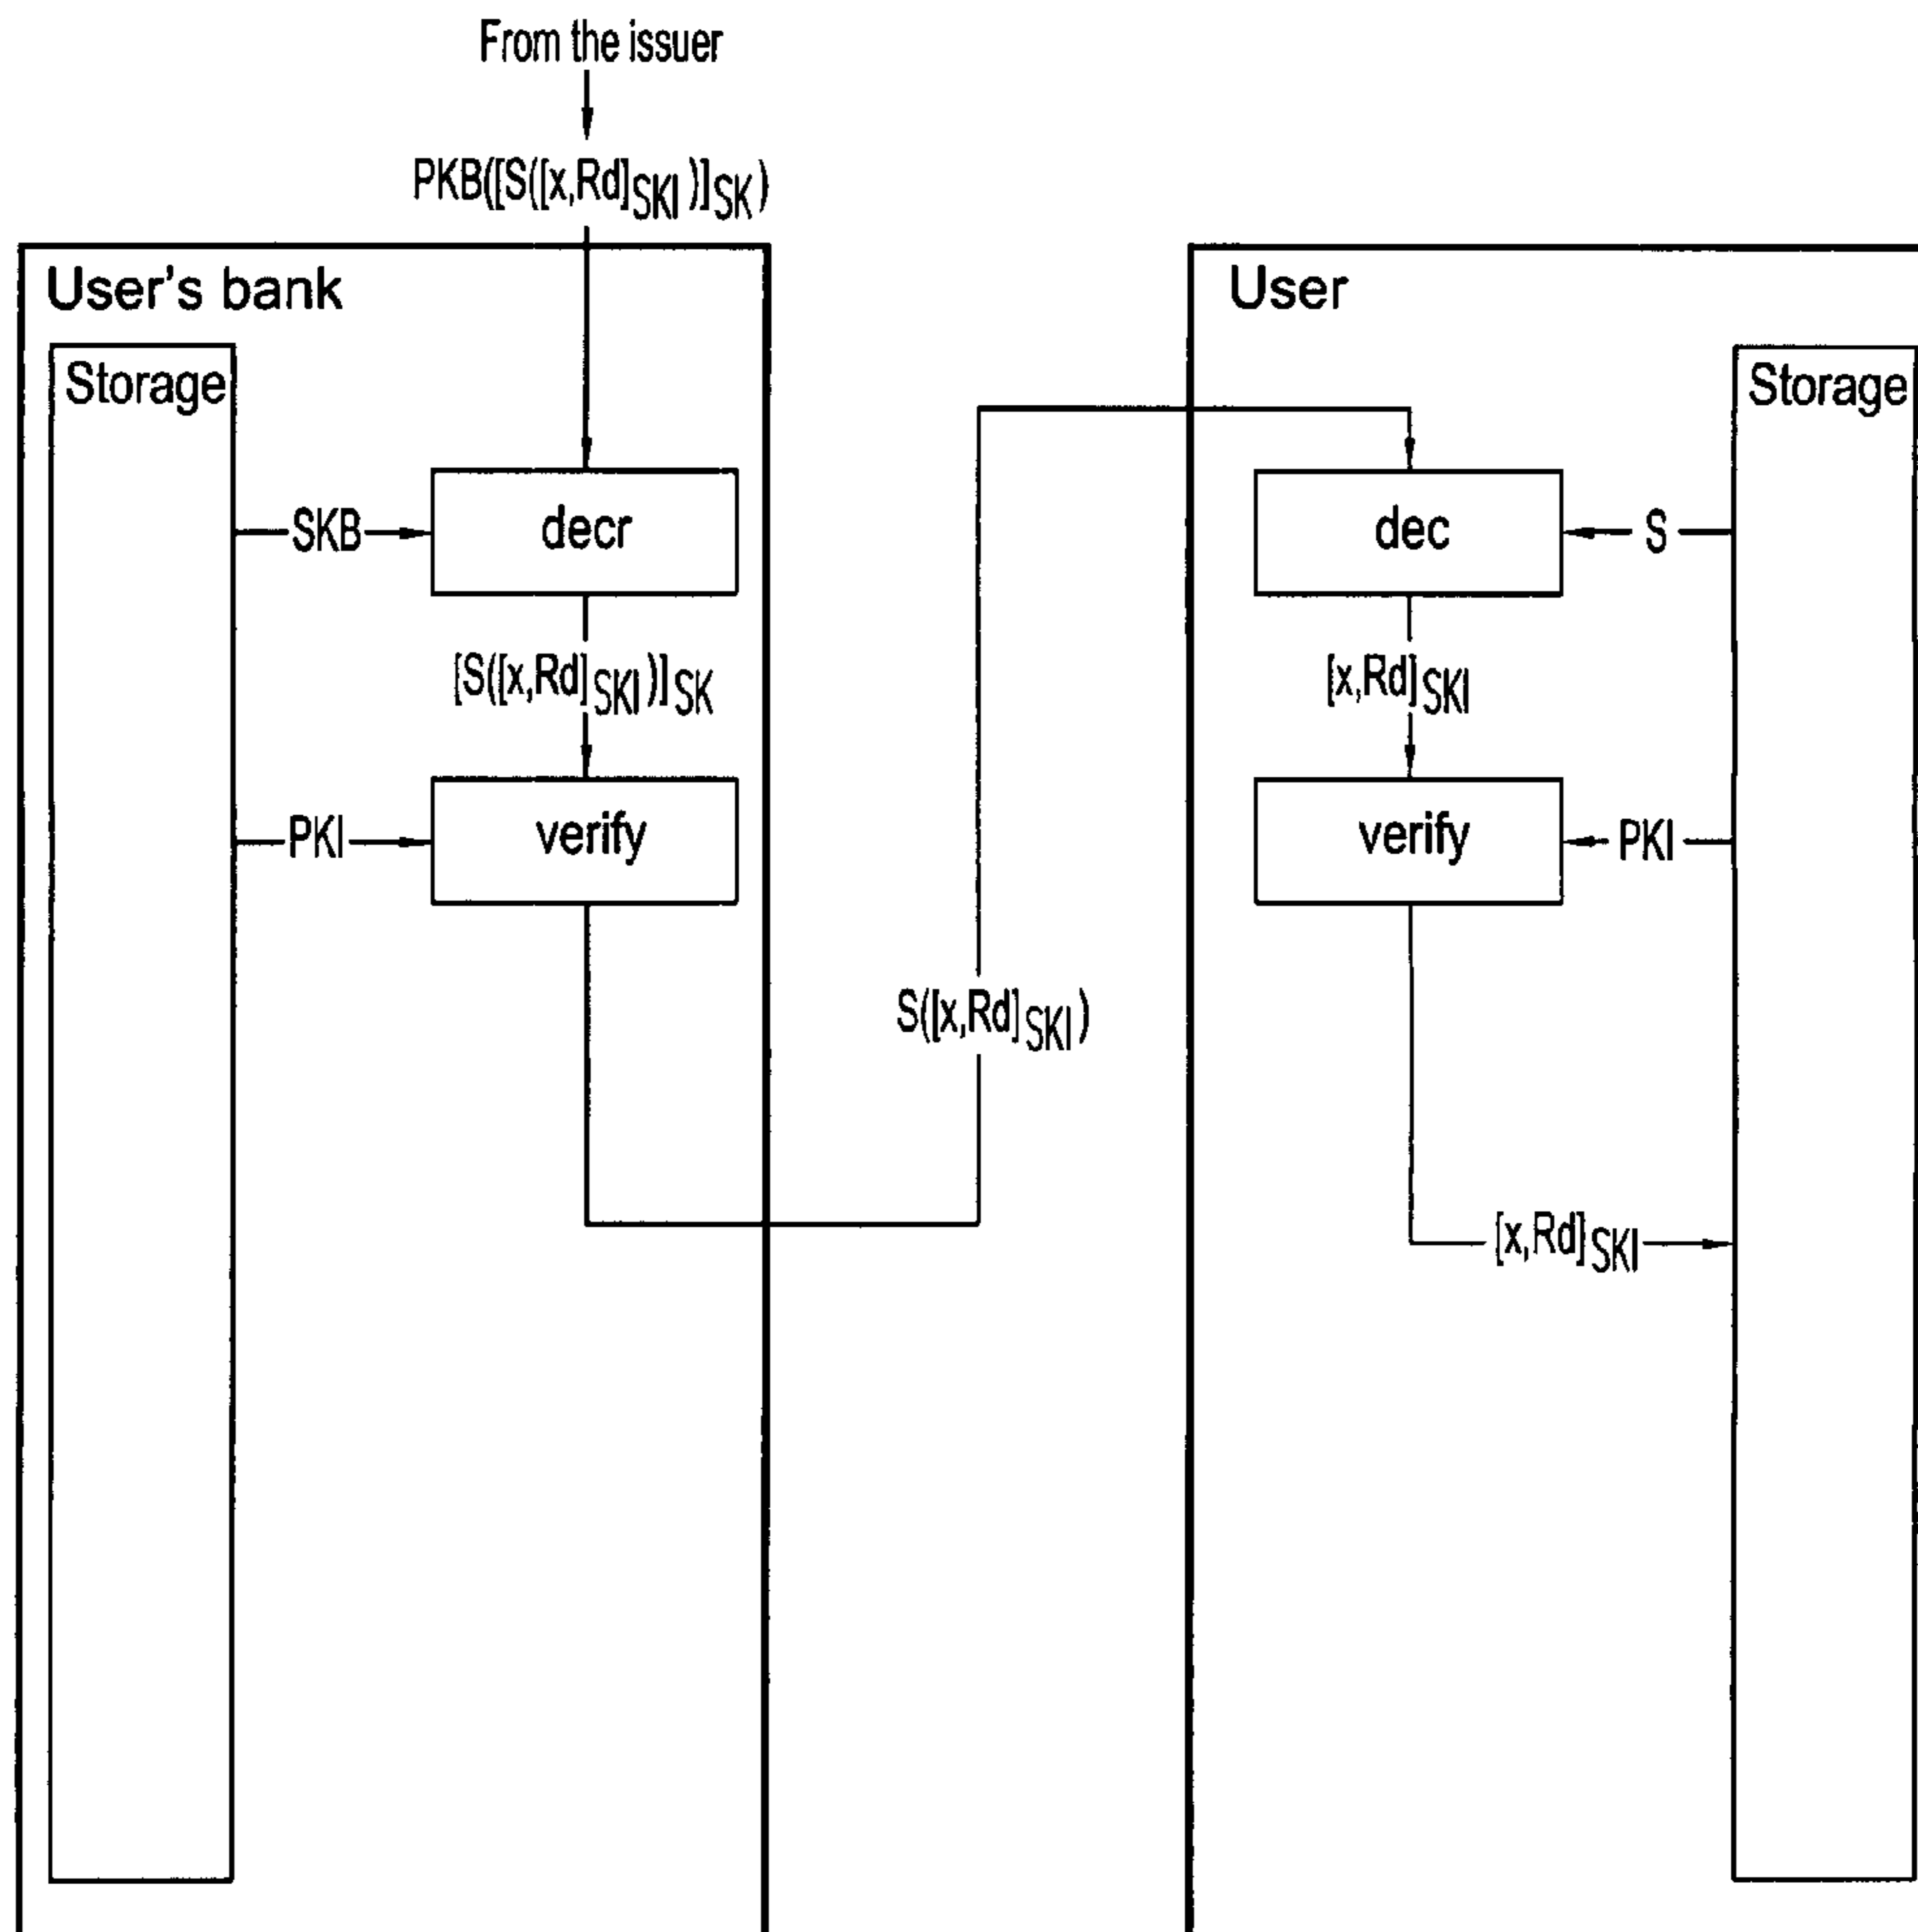 From the issuer
PKB([S([x,Rd]SKI)]SK)
User's bank
Storage
SKB
decr
[S([x,Rd]SKI)]SK
PKI
verify
S([x,Rd]SKI)
User
Storage
dec
S
[x,Rd]SKI
verify
PKI
[x,Rd]SKI